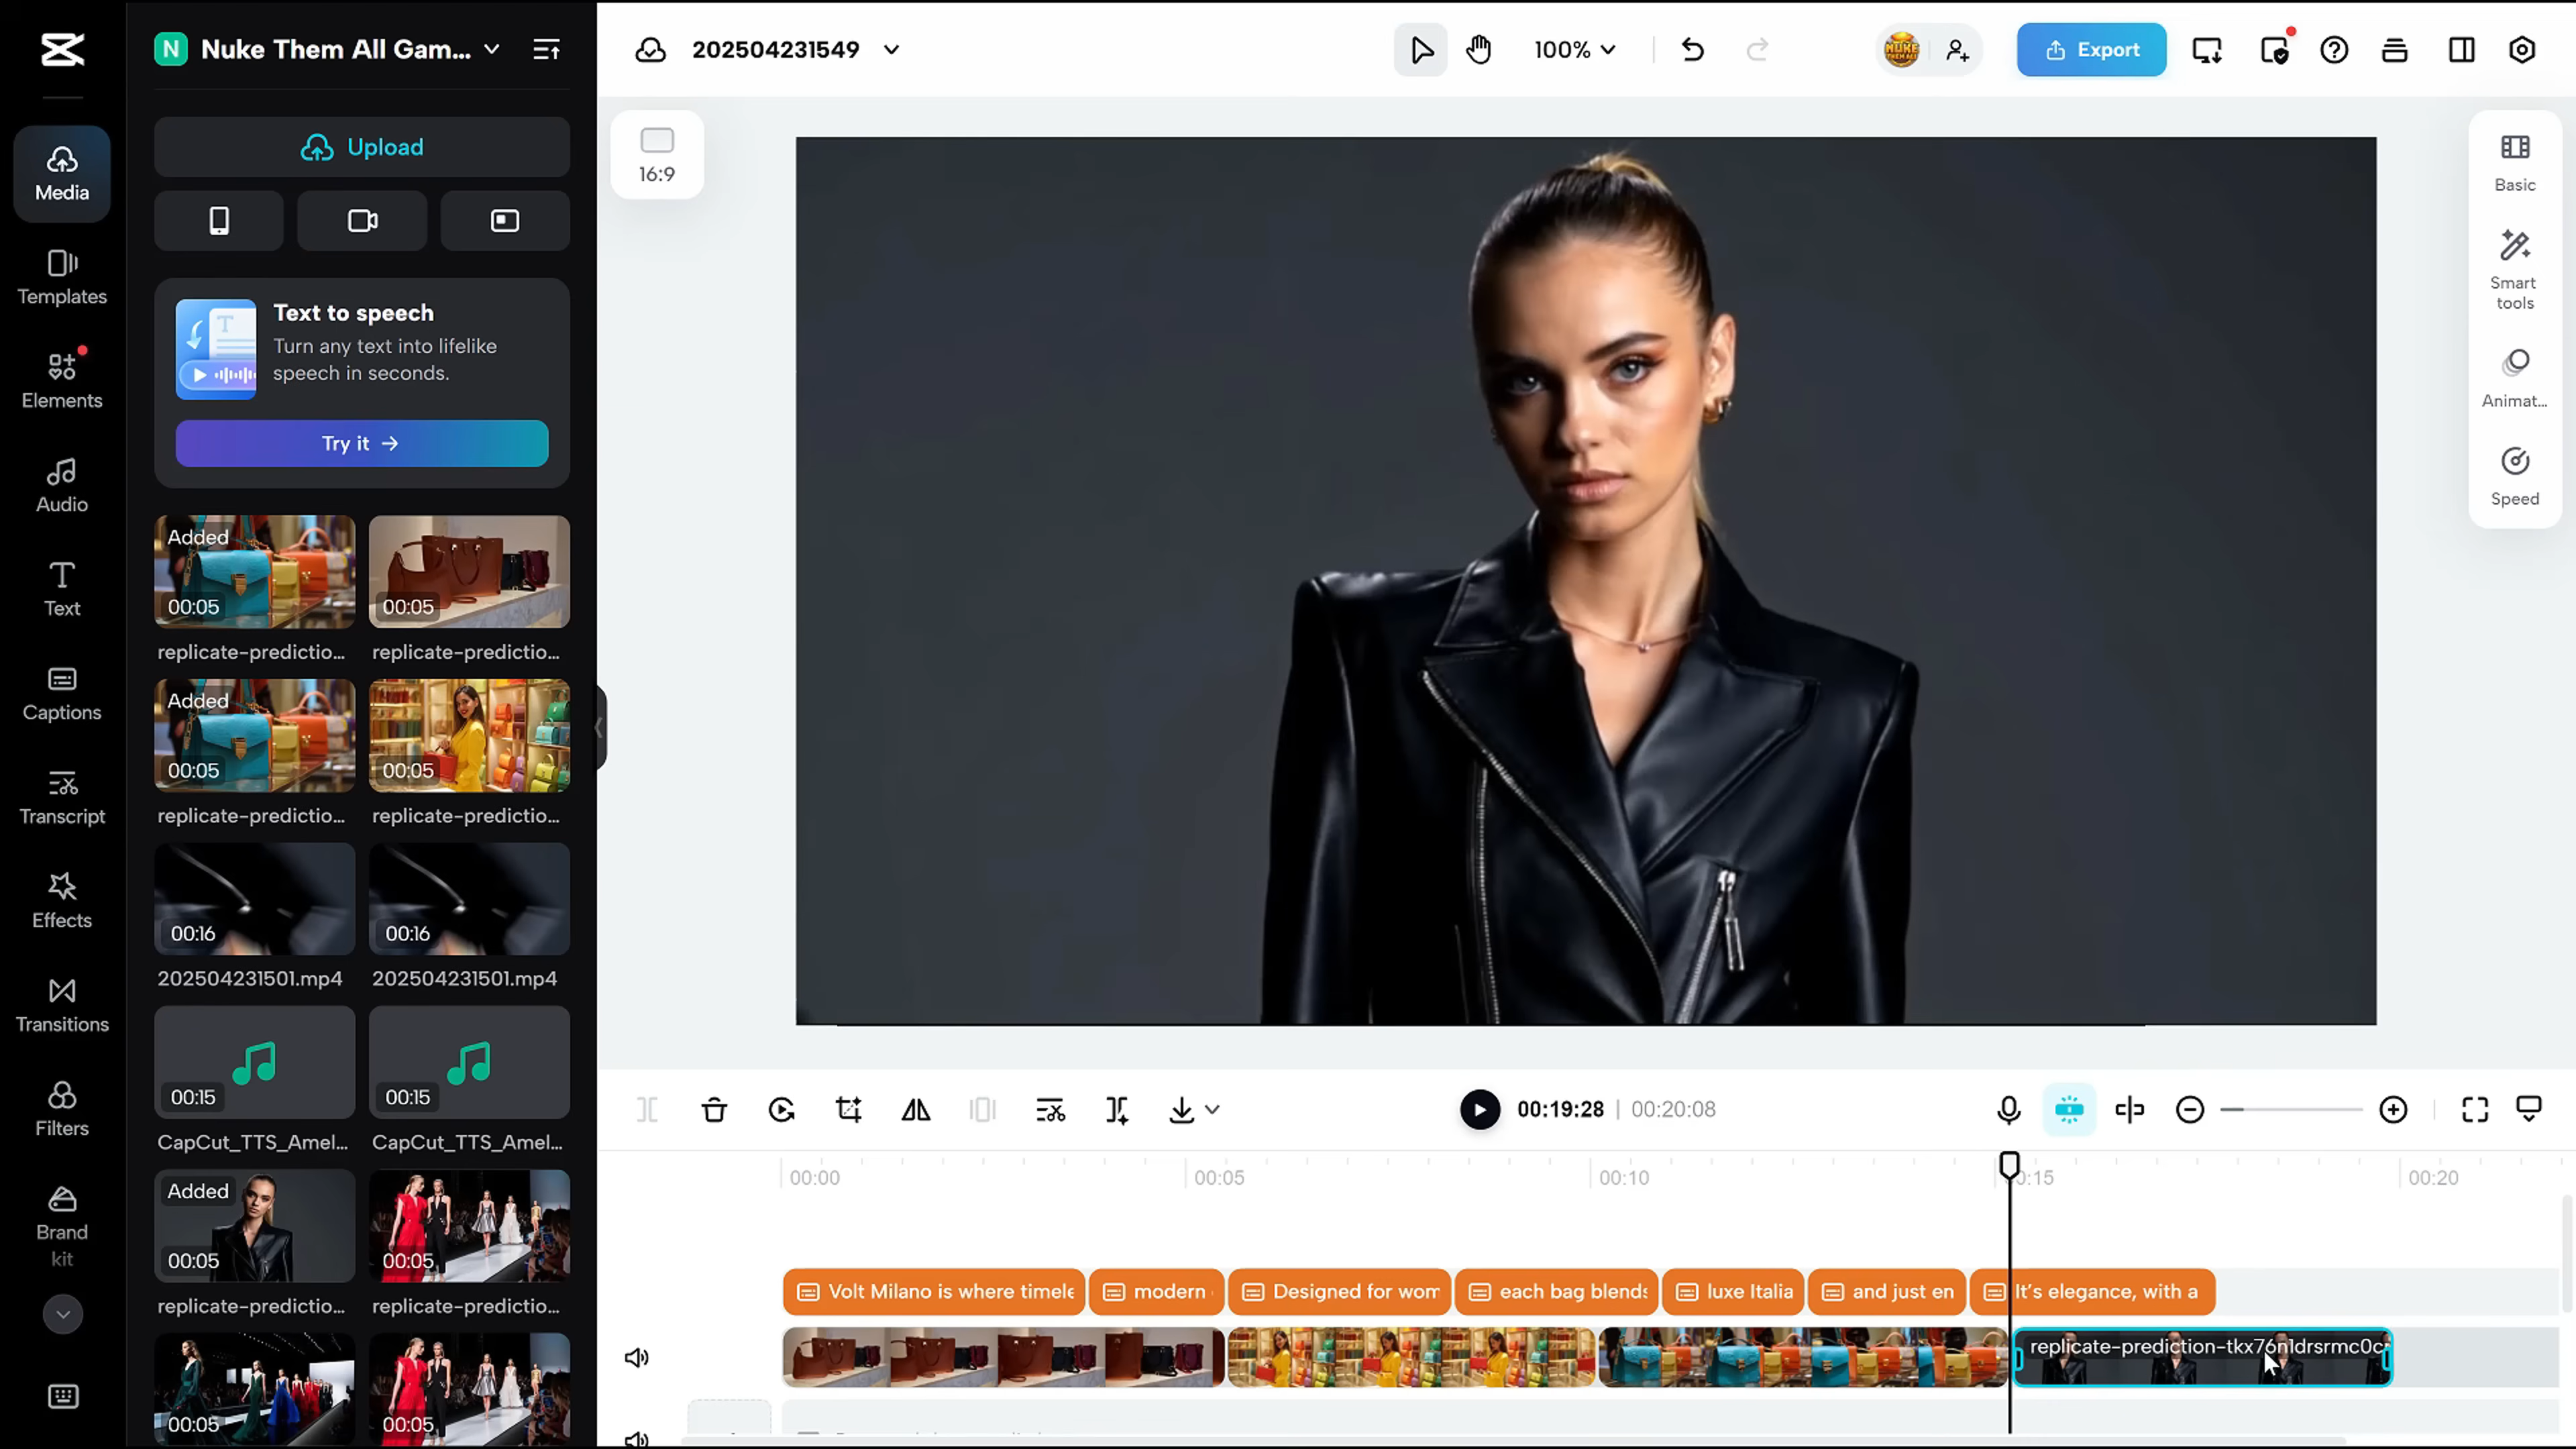 N Nuke Them All Gam...
202504231549
100%
NUKE THEM ALL
Export
Media
Templates
Elements
Audio
Text
Captions
Transcript
Effects
Transitions
Filters
Brand
kit
Upload
Text to speech
Turn any text into lifelike
speech in seconds.
Try it
Added
00:05
00:05
replicate-predictio...
replicate-predictio...
Added
00:05
00:05
replicate-predictio...
replicate-predictio...
00:16
00:16
202504231501.mp4
202504231501.mp4
00:15
00:15
CapCut_TTS_Amel...
CapCut_TTS_Amel...
Added
00:05
00:05
replicate-predictio...
replicate-predictio...
00:05
00:05
16:9
Basic
Smart
tools
Animat...
Speed
00:19:28 | 00:20:08
00:00
00:05
00:10
0:15
00:20
Volt Milano is where timele
modern
Designed for wom
each bag blends
luxe Italia
and just en
It's elegance, with a
replicate-prediction-tkx76n1drsrmc0c